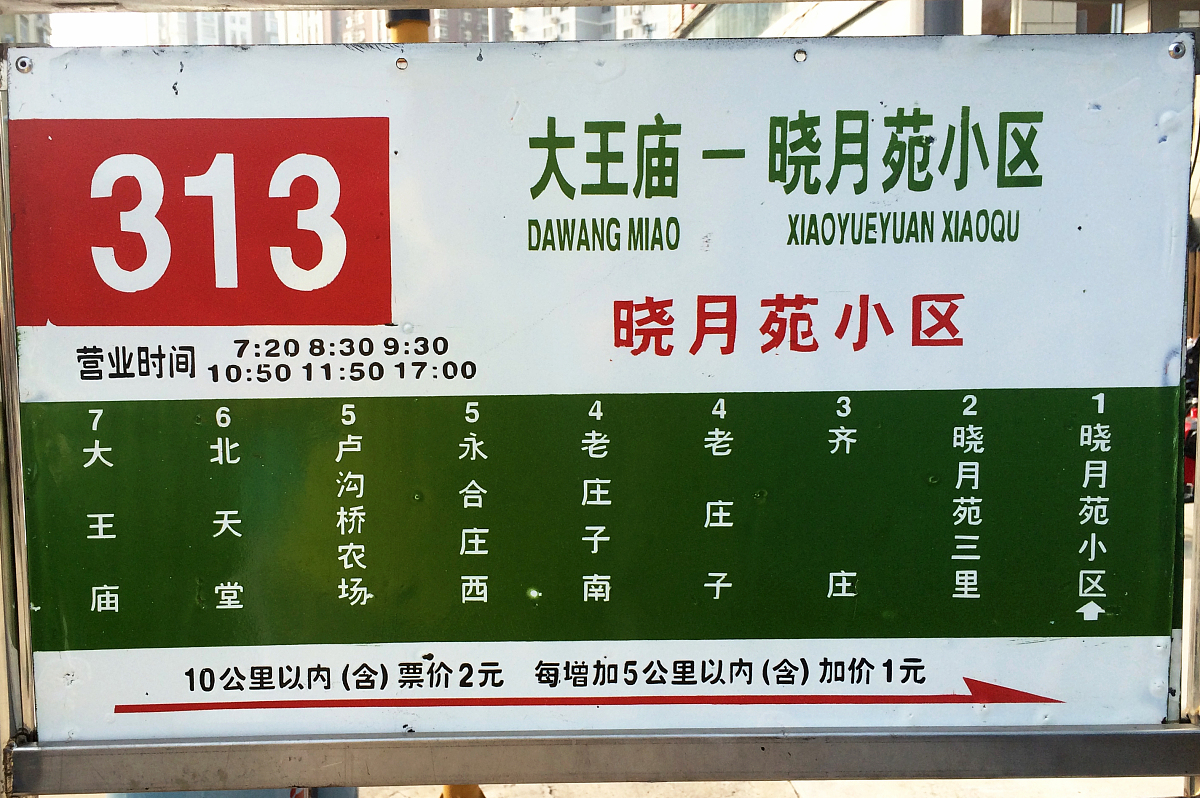 313
大王庙 — 晓月苑小区
DAWANG MIAO XIAOYUEYUAN XIAOQU
晓月苑小区
营业时间 7:20 8:30 9:30
10:50 11:50 17:00
7 大王庙
6 北天堂
5 卢沟桥农场
5 永合庄西
4 老庄子南
4 老庄子
3 齐庄
2 晓月苑三里
1 晓月苑小区
10公里以内(含)票价2元 每增加5公里以内(含)加价1元